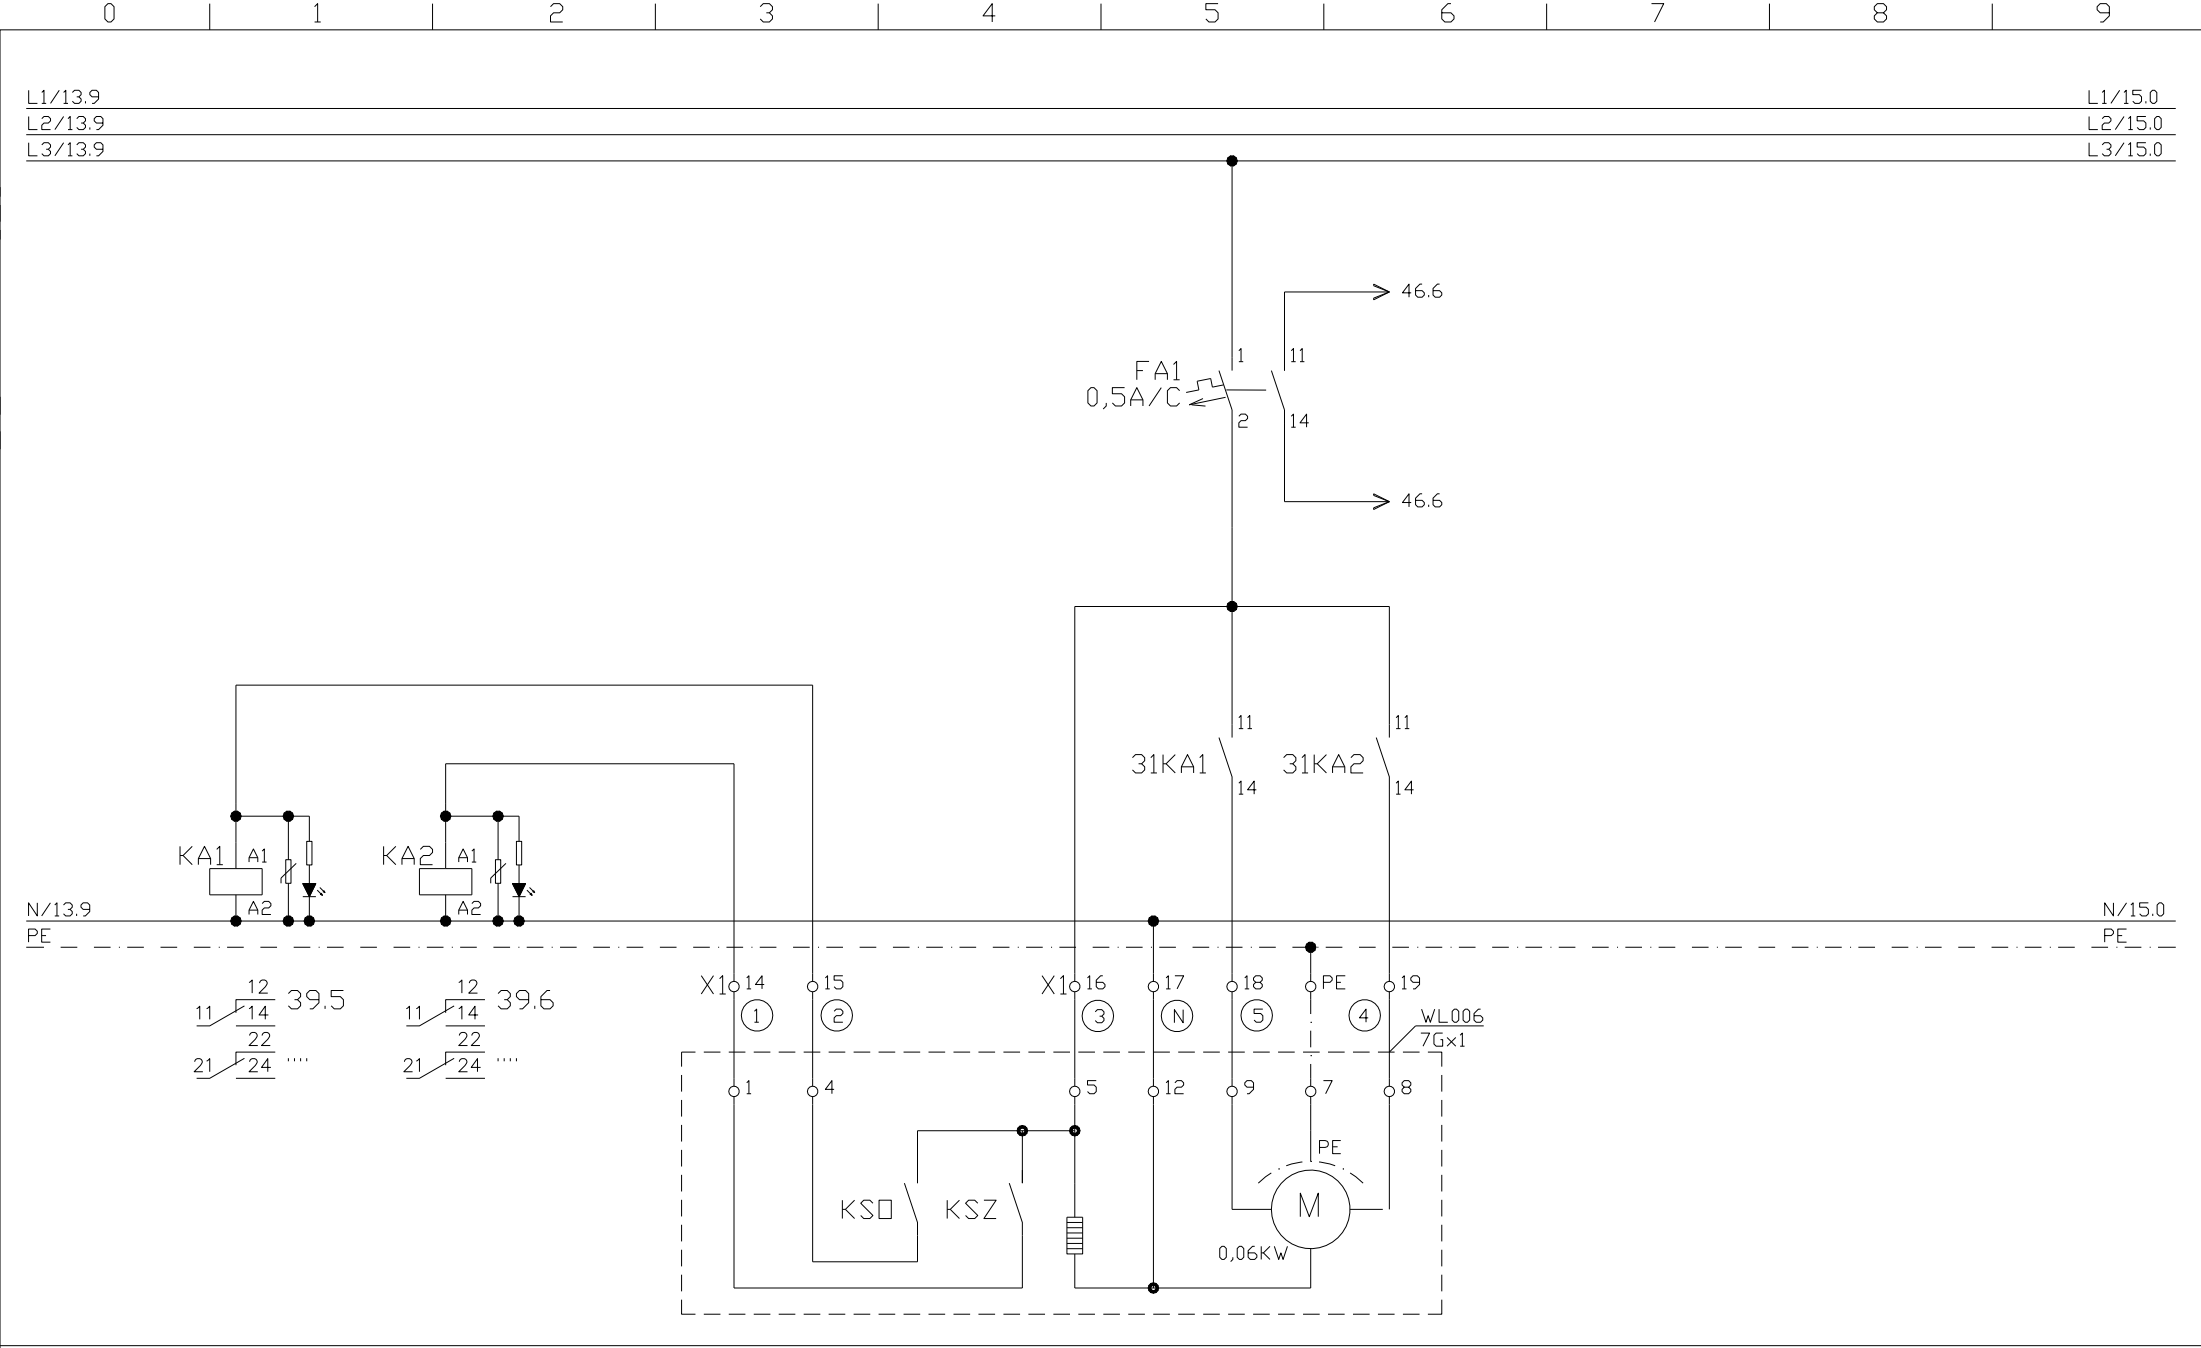 0 1 2 3 4 5 6 7 8 9
L1/13.9 L1/15.0
L2/13.9 L2/15.0
L3/13.9 L3/15.0
46.6
1 11
FA1
0,5A/C
2 14
46.6
11 11
31KA1 31KA2
14 14
KA1 A1 KA2 A1
A2 A2
N/13.9 N/15.0
PE PE
12 12
39.5 39.6
11 14 11 14
22 22
21 24 '''' 21 24 ''''
X1 14 15 X1 16 17 18 PE 19
1 2 3 N 5 4
WL006
7Gx1
1 4 5 12 9 7 8
PE
KSO KSZ M
0,06KW